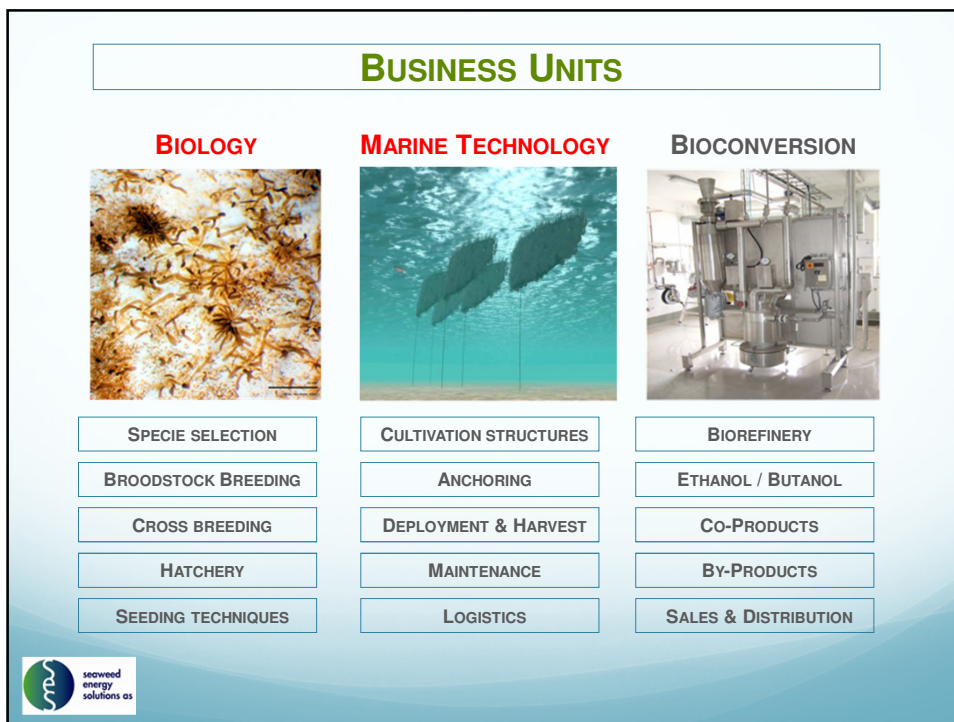 BUSINESS UNITS
BIOLOGY
SPECIE SELECTION
BROODSTOCK BREEDING
CROSS BREEDING
HATCHERY
SEEDING TECHNIQUES
MARINE TECHNOLOGY
CULTIVATION STRUCTURES
ANCHORING
DEPLOYMENT & HARVEST
MAINTENANCE
LOGISTICS
BIOCONVERSION
BIOREFINERY
ETHANOL / BUTANOL
CO-PRODUCTS
BY-PRODUCTS
SALES & DISTRIBUTION
seaweed
energy
solutions as